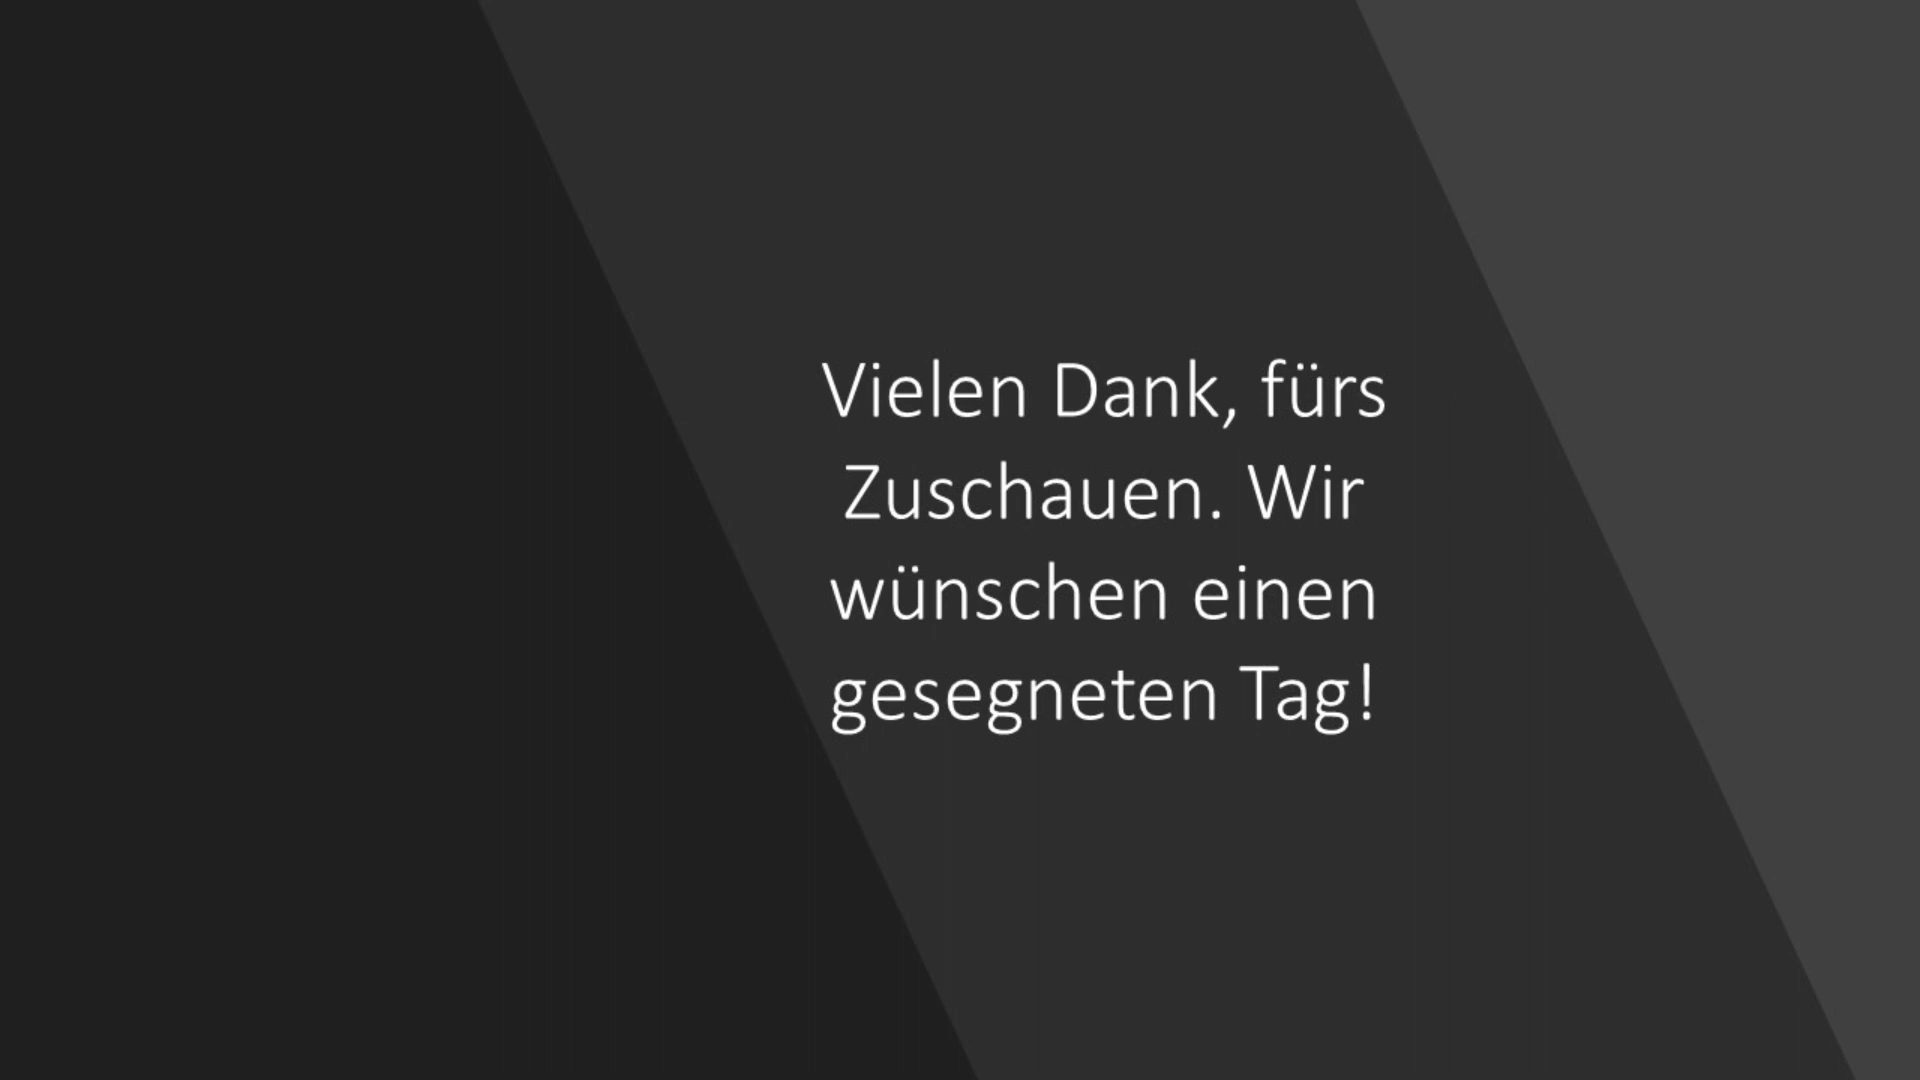 Vielen Dank, fürs
Zuschauen. Wir
wünschen einen
gesegneten Tag!